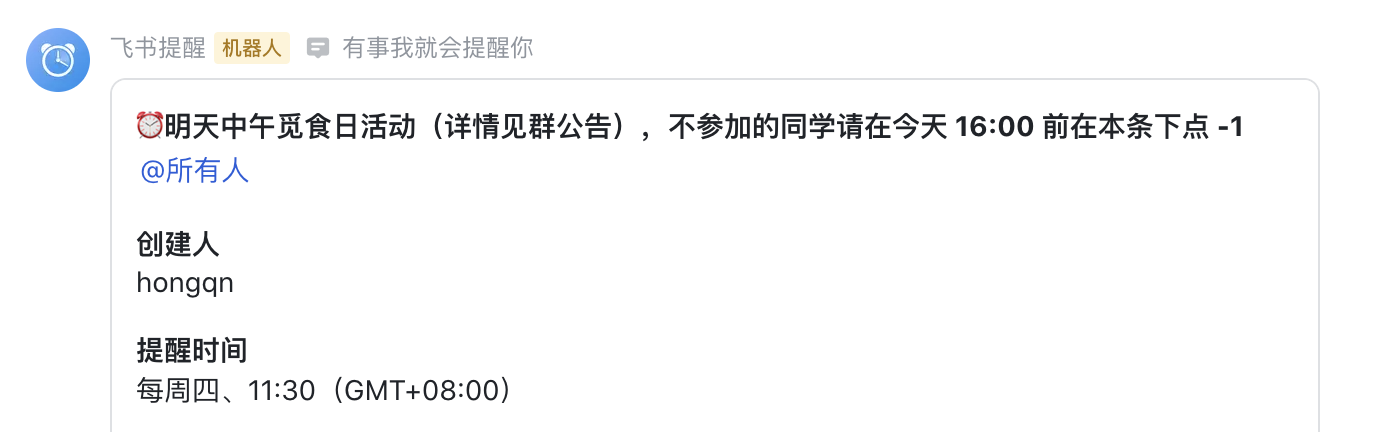 飞书提醒 机器人 有事我就会提醒你
⏰明天中午觅食日活动（详情见群公告），不参加的同学请在今天 16:00 前在本条下点 -1
@所有人
创建人
hongqn
提醒时间
每周四、11:30（GMT+08:00）